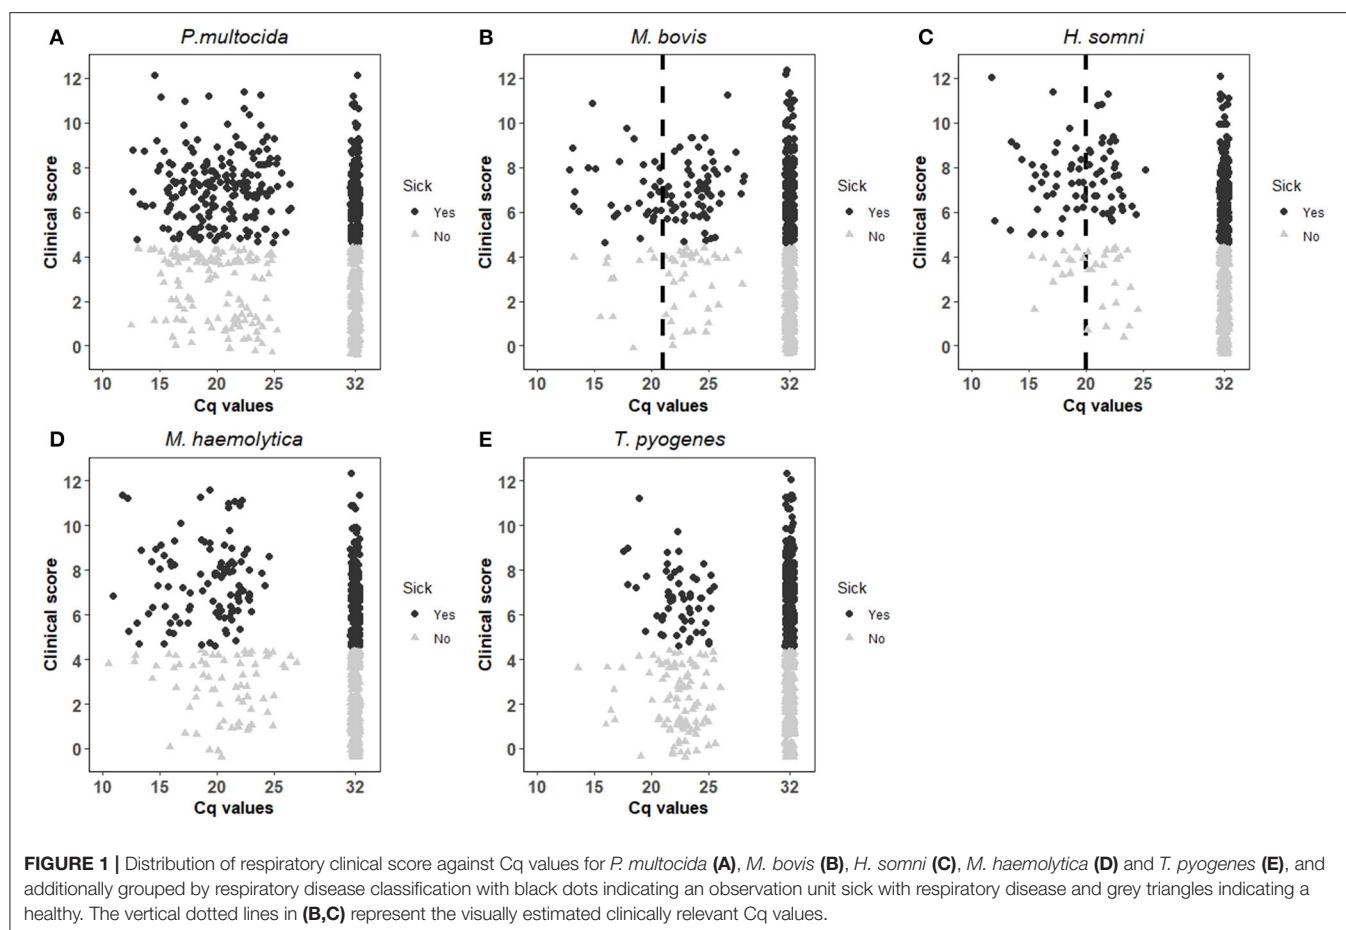 A
P.multocida
Clinical score
12
10
8
6
4
2
0
10 15 20 25 32
Cq values
Sick
Yes
No
B
M. bovis
Clinical score
12
10
8
6
4
2
0
10 15 20 25 32
Cq values
Sick
Yes
No
C
H. somni
Clinical score
12
10
8
6
4
2
0
10 15 20 25 32
Cq values
Sick
Yes
No
D
M. haemolytica
Clinical score
12
10
8
6
4
2
0
10 15 20 25 32
Cq values
Sick
Yes
No
E
T. pyogenes
Clinical score
12
10
8
6
4
2
0
10 15 20 25 32
Cq values
Sick
Yes
No
FIGURE 1 | Distribution of respiratory clinical score against Cq values for P. multocida (A), M. bovis (B), H. somni (C), M. haemolytica (D) and T. pyogenes (E), and
additionally grouped by respiratory disease classification with black dots indicating an observation unit sick with respiratory disease and grey triangles indicating a
healthy. The vertical dotted lines in (B,C) represent the visually estimated clinically relevant Cq values.